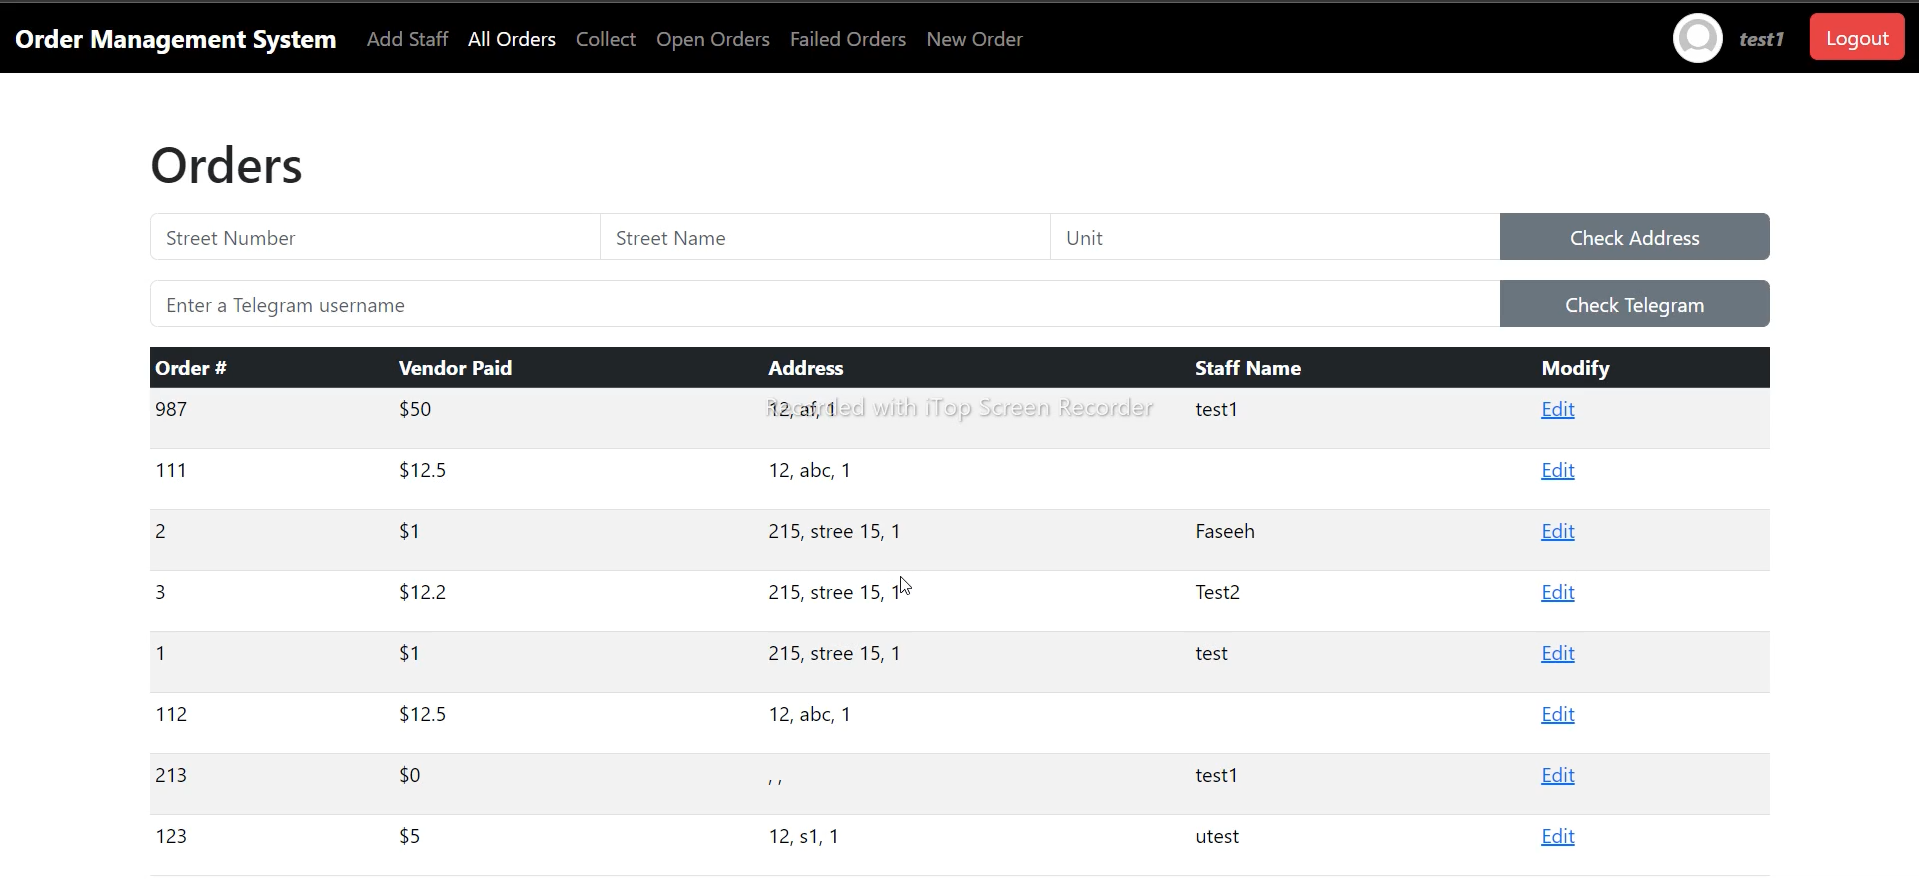 Order Management System Add Staff All Orders Collect Open Orders Failed Orders New Order test1 Logout
Orders
Street Number Street Name Unit Check Address
Enter a Telegram username Check Telegram
Order # Vendor Paid Address Staff Name Modify
987 $50 12, af, 1 test1 Edit
Recorded with iTop Screen Recorder
111 $12.5 12, abc, 1 Edit
2 $1 215, stree 15, 1 Faseeh Edit
3 $12.2 215, stree 15, 1 Test2 Edit
1 $1 215, stree 15, 1 test Edit
112 $12.5 12, abc, 1 Edit
213 $0 , , test1 Edit
123 $5 12, s1, 1 utest Edit